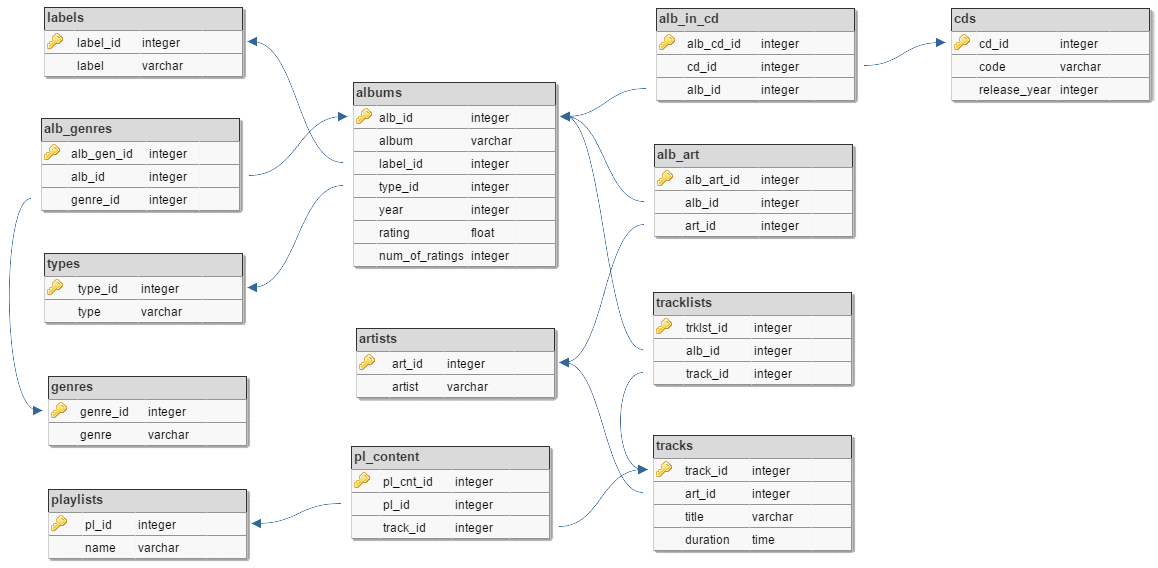 labels
label_id integer
label varchar
alb_genres
alb_gen_id integer
alb_id integer
genre_id integer
types
type_id integer
type varchar
genres
genre_id integer
genre varchar
playlists
pl_id integer
name varchar
albums
alb_id integer
album varchar
label_id integer
type_id integer
year integer
rating float
num_of_ratings integer
artists
art_id integer
artist varchar
pl_content
pl_cnt_id integer
pl_id integer
track_id integer
alb_in_cd
alb_cd_id integer
cd_id integer
alb_id integer
alb_art
alb_art_id integer
alb_id integer
art_id integer
tracklists
trklst_id integer
alb_id integer
track_id integer
tracks
track_id integer
art_id integer
title varchar
duration time
cds
cd_id integer
code varchar
release_year integer